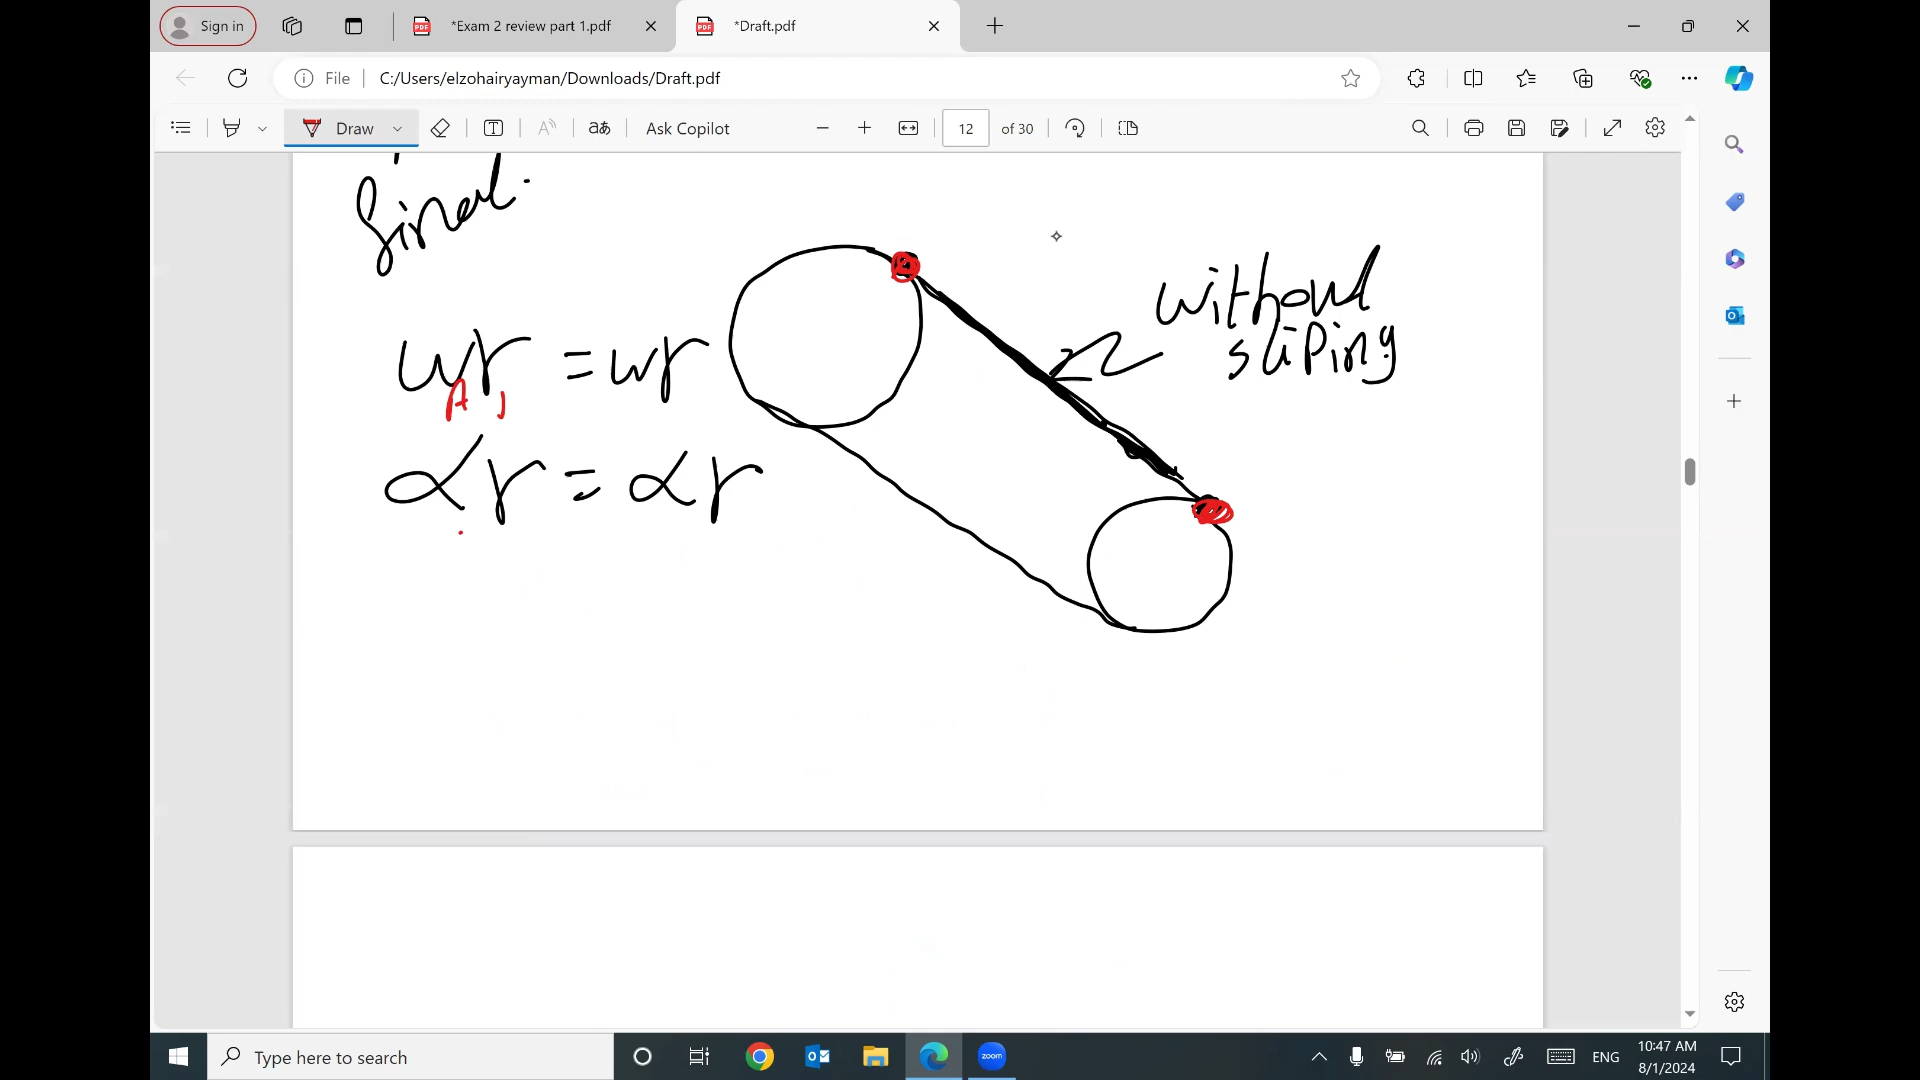 Sign in
*Exam 2 review part 1.pdf
*Draft.pdf
File
C:/Users/elzohairyayman/Downloads/Draft.pdf
Draw
Ask Copilot
12 of 30
final.
without
sliping
ωr = ωr
A
αr = αr
Type here to search
zoom
ENG
10:47 AM
8/1/2024